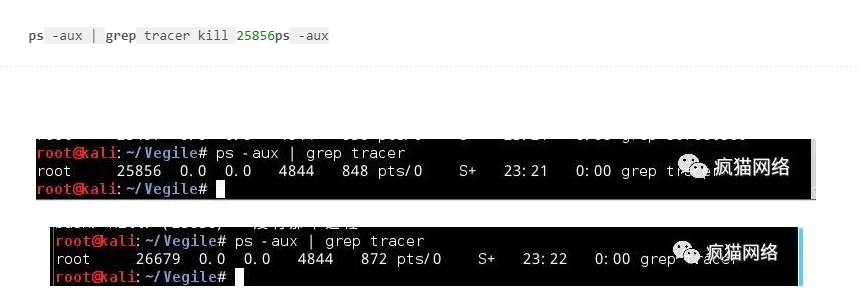 ps -aux | grep tracer kill 25856ps -aux
root@kali:~/Vegile# ps -aux | grep tracer
root 25856 0.0 0.0 4844 848 pts/0 S+ 23:21 0:00 grep tracer
疯猫网络
root@kali:~/Vegile#
root@kali:~/Vegile# ps -aux | grep tracer
root 26679 0.0 0.0 4844 872 pts/0 S+ 23:22 0:00 grep tracer
疯猫网络
root@kali:~/Vegile#